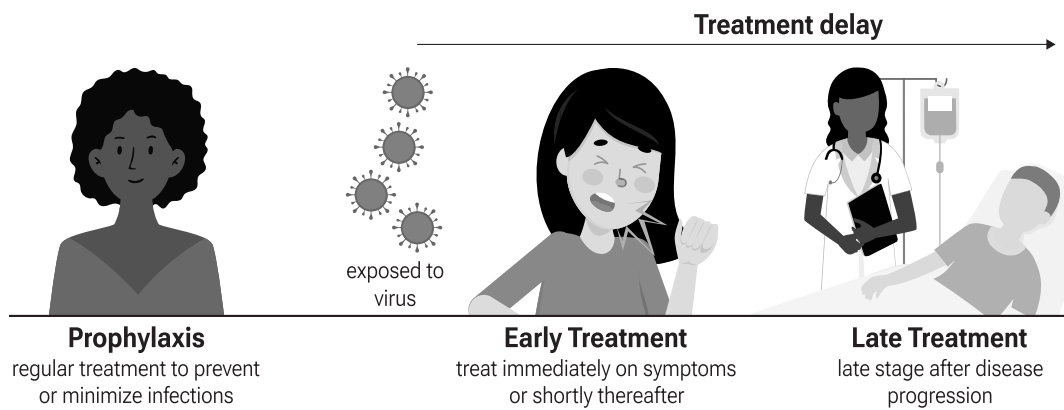 Treatment delay
exposed to
virus
Prophylaxis
regular treatment to prevent
or minimize infections
Early Treatment
treat immediately on symptoms
or shortly thereafter
Late Treatment
late stage after disease
progression